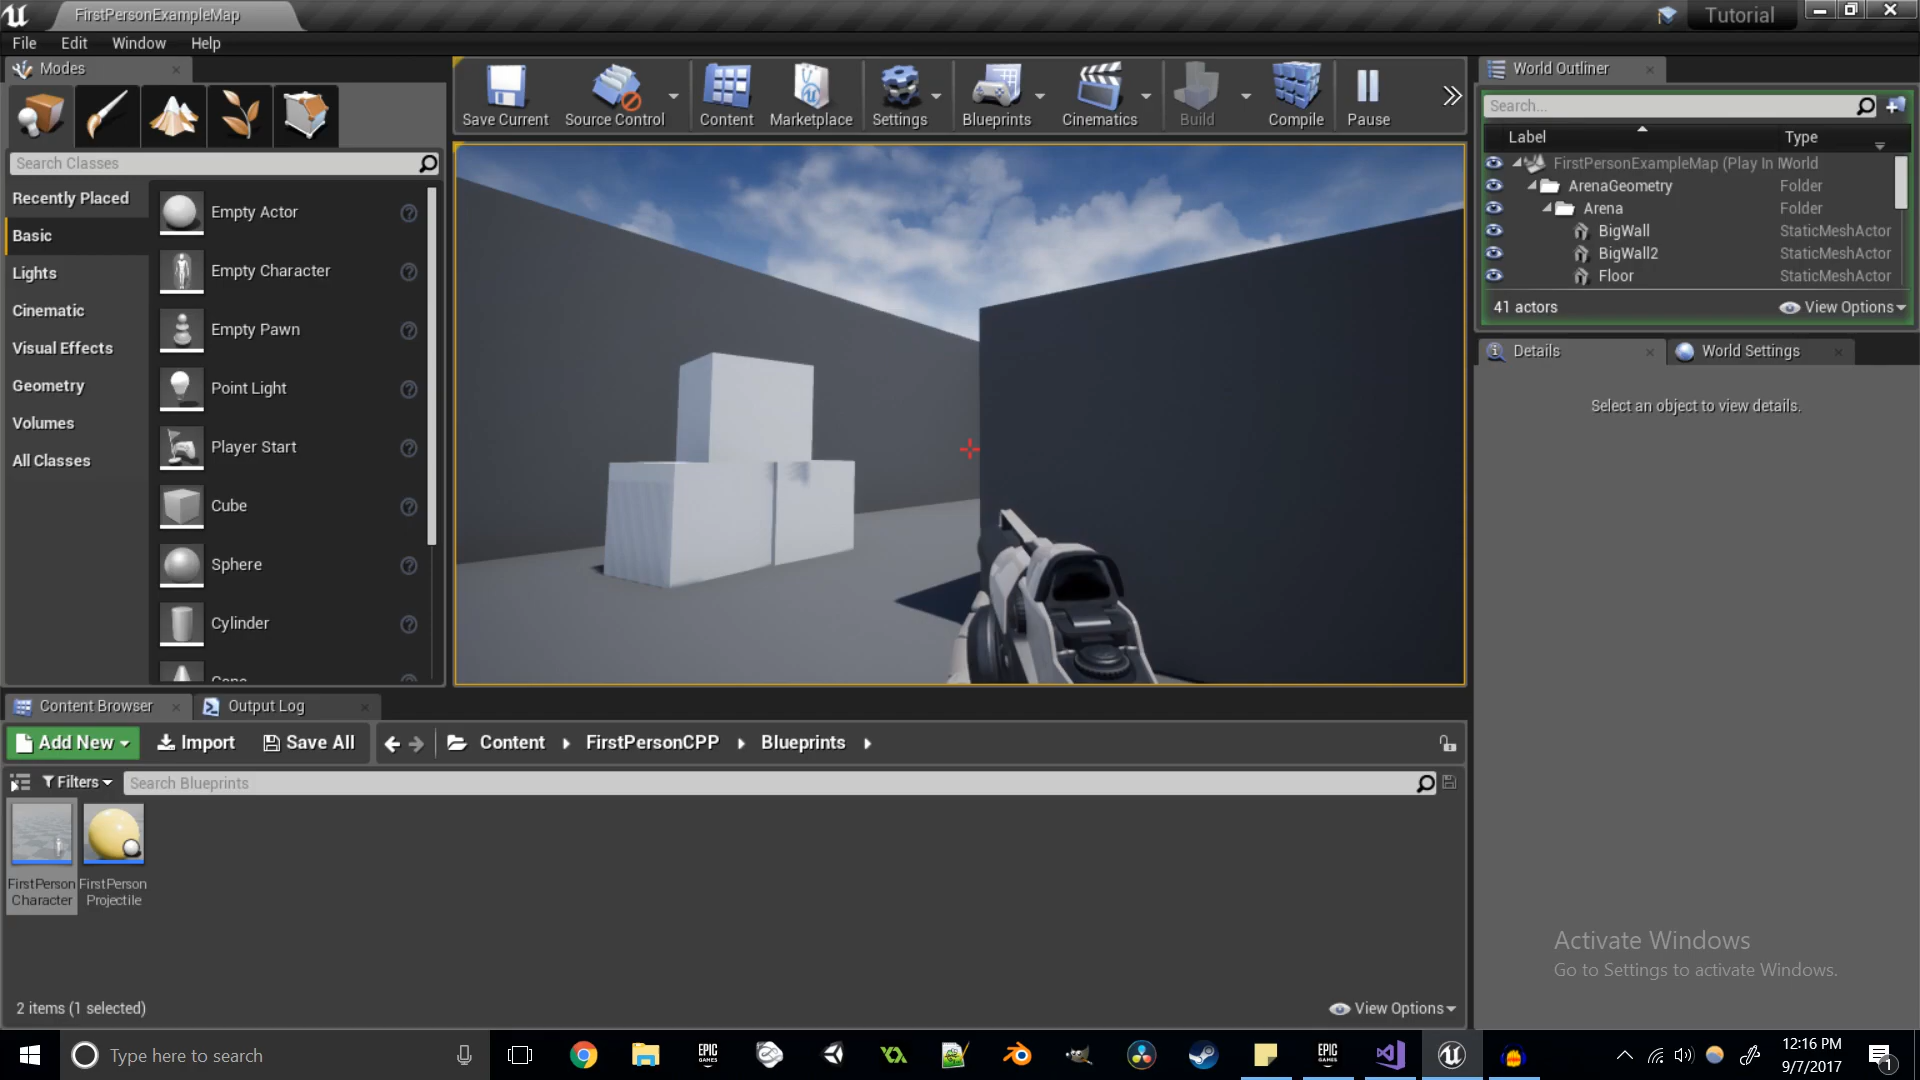 FirstPersonExampleMap
Tutorial
File Edit Window Help
Modes
Search Classes
Recently Placed
Basic
Lights
Cinematic
Visual Effects
Geometry
Volumes
All Classes
Empty Actor
Empty Character
Empty Pawn
Point Light
Player Start
Cube
Sphere
Cylinder
Save Current
Source Control
Content
Marketplace
Settings
Blueprints
Cinematics
Build
Compile
Pause
World Outliner
Search...
Label Type
FirstPersonExampleMap (Play In World
ArenaGeometry Folder
Arena Folder
BigWall StaticMeshActor
BigWall2 StaticMeshActor
Floor StaticMeshActor
41 actors View Options
Details
World Settings
Select an object to view details.
Content Browser
Output Log
Add New Import Save All
Content FirstPersonCPP Blueprints
Filters
Search Blueprints
FirstPerson
Character
FirstPerson
Projectile
2 items (1 selected)
View Options
Activate Windows
Go to Settings to activate Windows.
Type here to search
EPIC
GAMES
EPIC
GAMES
12:16 PM
9/7/2017
1